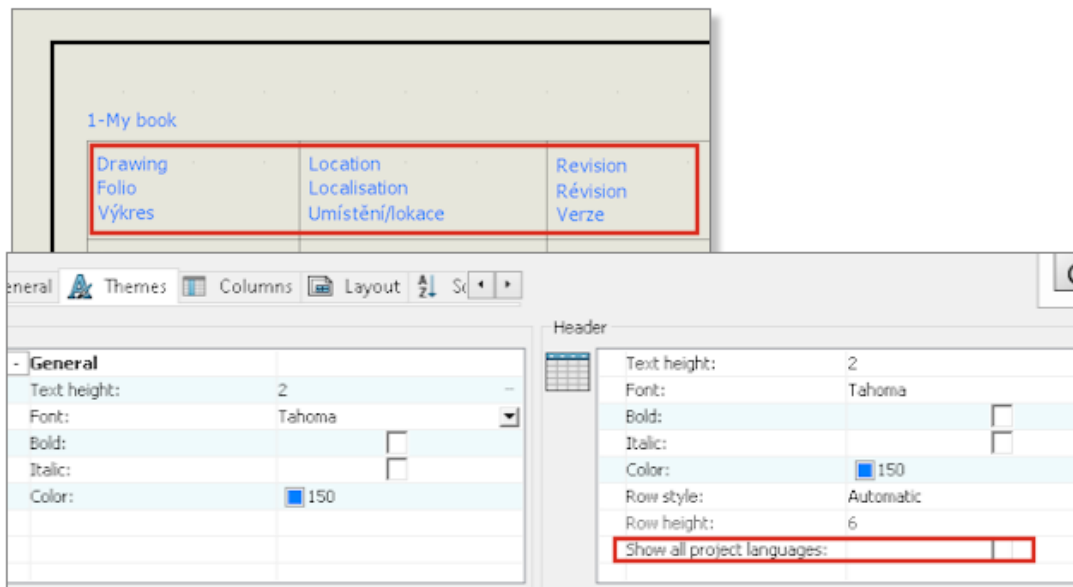 1-My book
Drawing Location Revision
Folio Localisation Révision
Výkres Umístění/lokace Verze
eneral Themes Columns Layout
Header
General
Text height: 2
Font: Tahoma
Bold:
Italic:
Color: 150
Text height: 2
Font: Tahoma
Bold:
Italic:
Color: 150
Row style: Automatic
Row height: 6
Show all project languages: